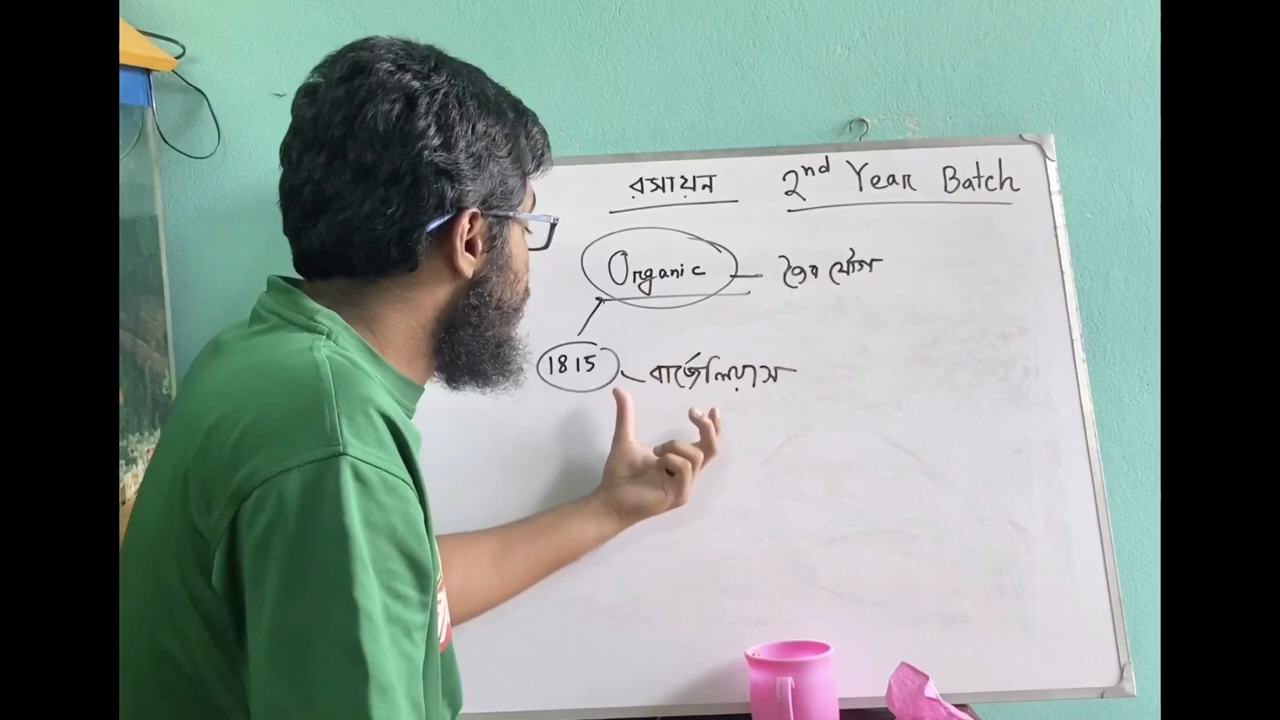 রসায়ন 2nd Year Batch
Organic — জৈব যৌগ
1815 - বার্জেলিয়াস